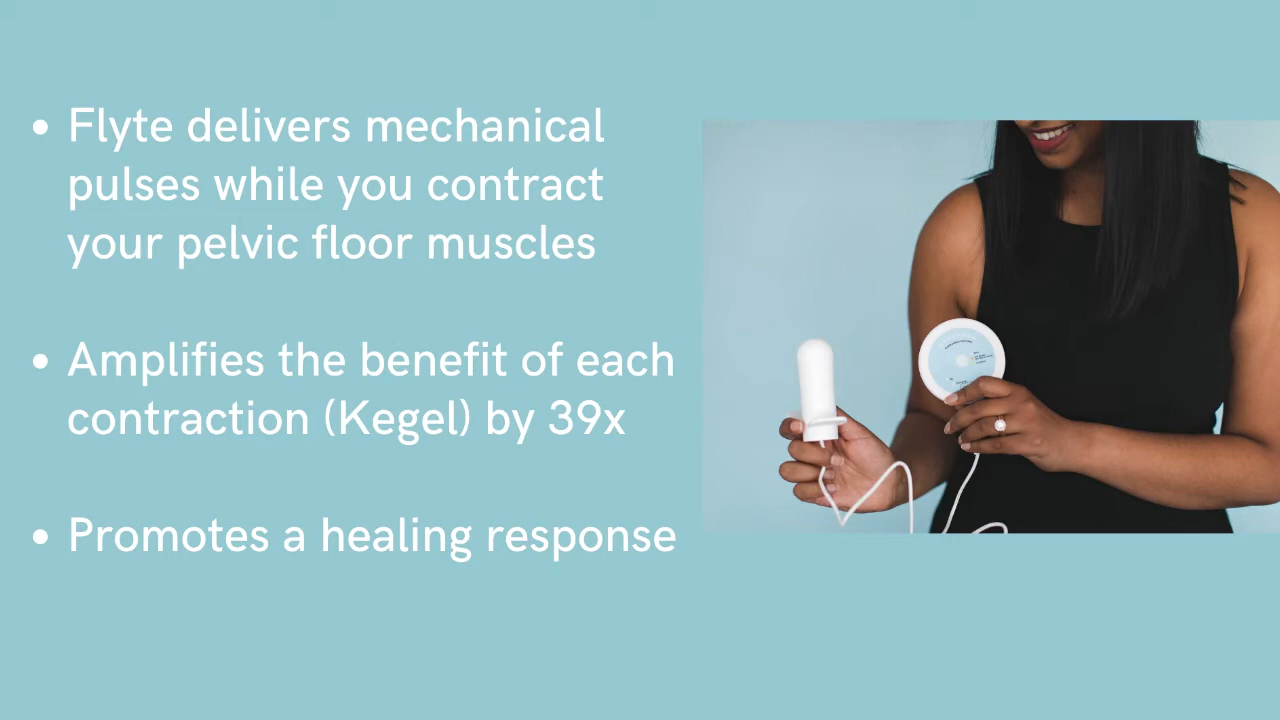 • Flyte delivers mechanical
pulses while you contract
your pelvic floor muscles
• Amplifies the benefit of each
contraction (Kegel) by 39x
• Promotes a healing response